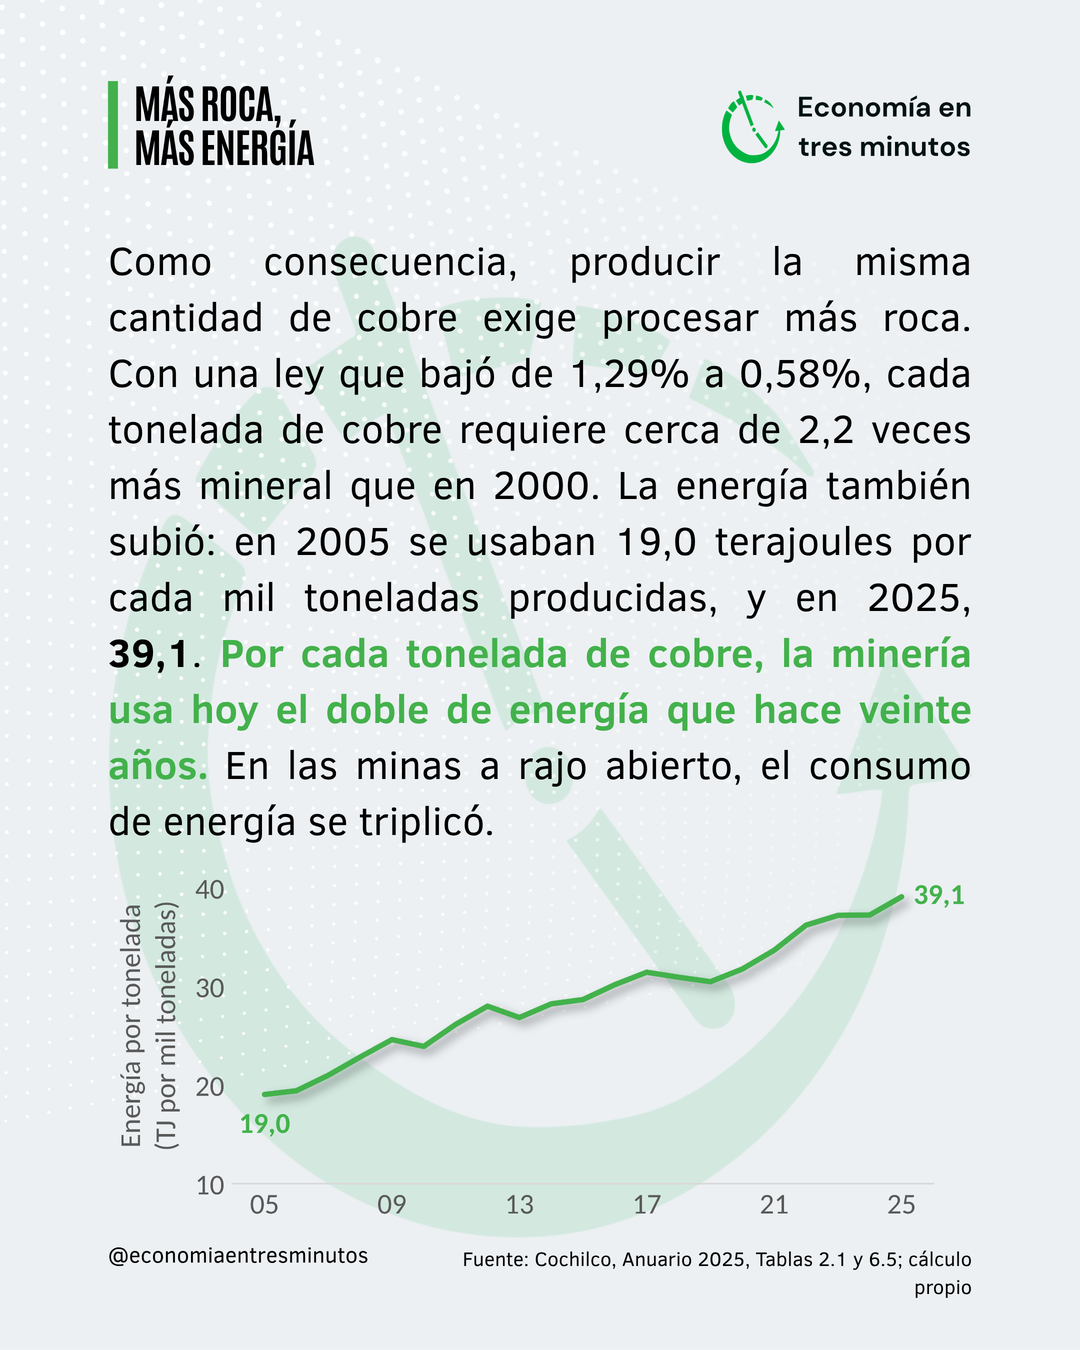 MÁS ROCA,
MÁS ENERGÍA
Economía en
tres minutos
Como consecuencia, producir la misma
cantidad de cobre exige procesar más roca.
Con una ley que bajó de 1,29% a 0,58%, cada
tonelada de cobre requiere cerca de 2,2 veces
más mineral que en 2000. La energía también
subió: en 2005 se usaban 19,0 terajoules por
cada mil toneladas producidas, y en 2025,
39,1. Por cada tonelada de cobre, la minería
usa hoy el doble de energía que hace veinte
años. En las minas a rajo abierto, el consumo
de energía se triplicó.
Energía por tonelada
(TJ por mil toneladas)
40
30
20
10
39,1
19,0
05 09 13 17 21 25
@economiaentresminutos
Fuente: Cochilco, Anuario 2025, Tablas 2.1 y 6.5; cálculo
propio